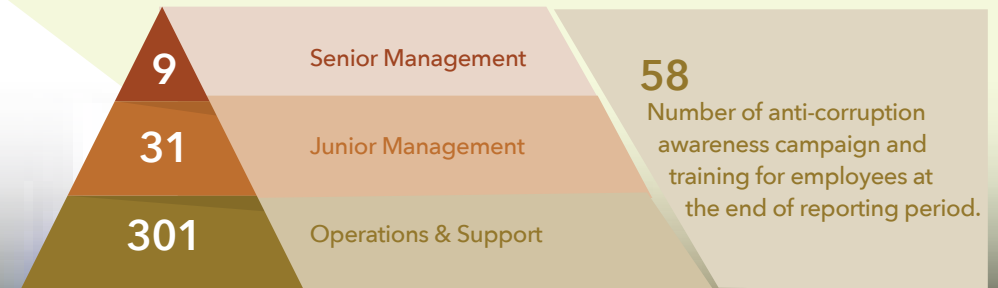 9
Senior Management
31
Junior Management
301
Operations & Support
58
Number of anti-corruption
awareness campaign and
training for employees at
the end of reporting period.